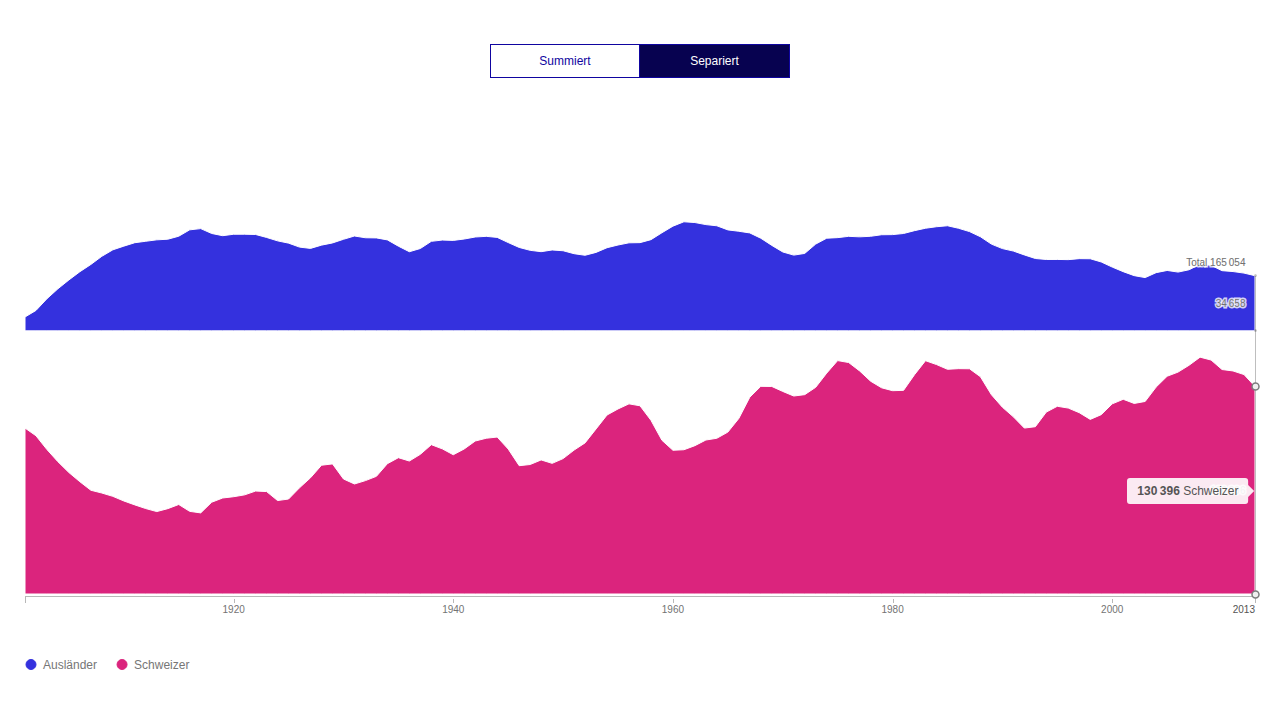 Summiert Separiert
Total 165 054
34 658
130 396 Schweizer
1920 1940 1960 1980 2000 2013
Ausländer Schweizer